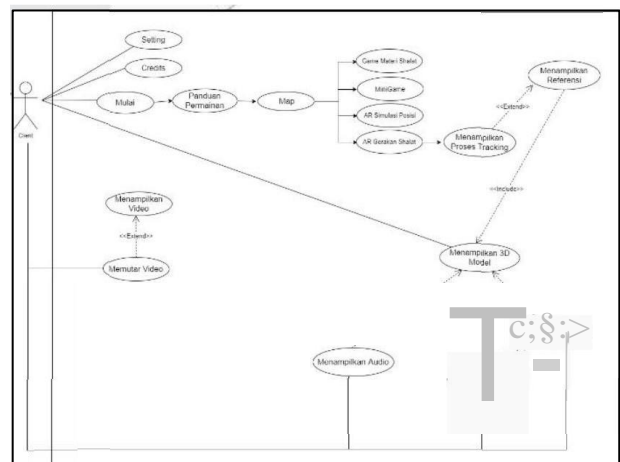 Setting
Credits
Mulai
Panduan
Permainan
Map
Game Materi Shalat
MiniGame
AR Simulasi Postal
AR Gerakan Shalat
Menampilkan
Proses Tracking
Menampilkan
Referensi
<<Extend>>
<<Include>>
Client
Menampilkan
Video
<<Extend>>
Memutar Video
Menampilkan 3D
Model
Menampilkan Audio
T
c;§:>